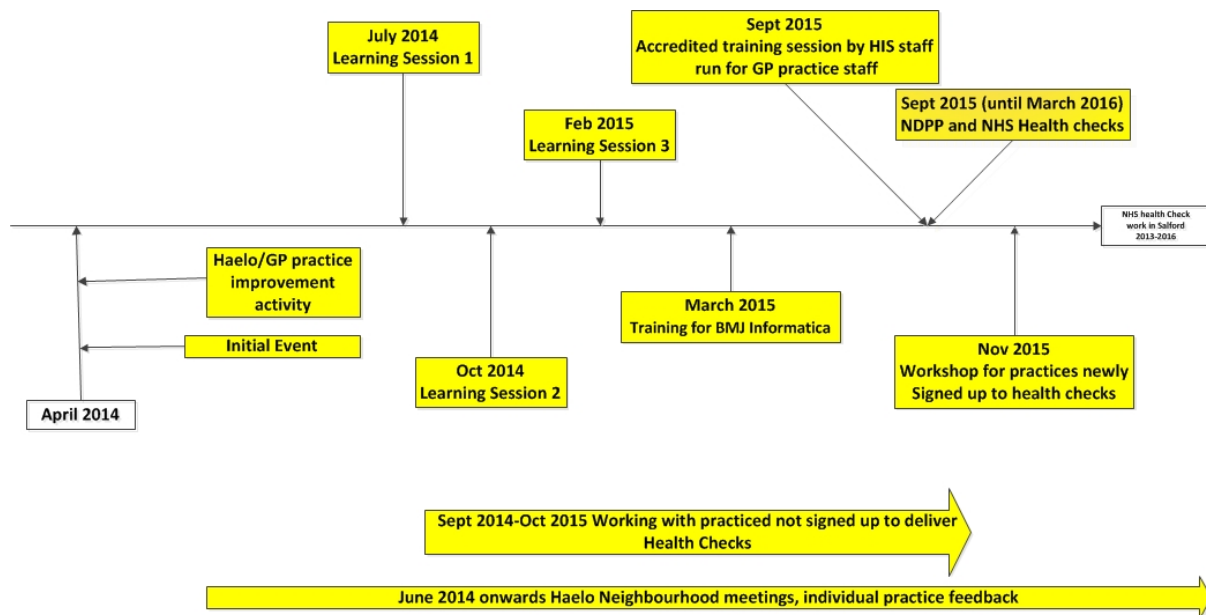 July 2014
Learning Session 1
Sept 2015
Accredited training session by HIS staff
run for GP practice staff
Sept 2015 (until March 2016)
NDPP and NHS Health checks
Feb 2015
Learning Session 3
NHS health Check
work in Salford
2013-2016
Haelo/GP practice
improvement
activity
Initial Event
April 2014
Oct 2014
Learning Session 2
March 2015
Training for BMJ Informatica
Nov 2015
Workshop for practices newly
Signed up to health checks
Sept 2014-Oct 2015 Working with practiced not signed up to deliver
Health Checks
June 2014 onwards Haelo Neighbourhood meetings, individual practice feedback